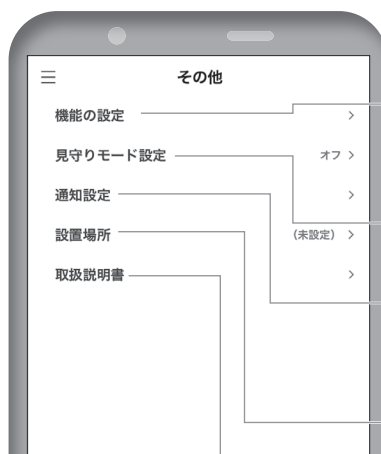 その他
機能の設定
見守りモード設定 オフ
通知設定
設置場所 (未設定)
取扱説明書